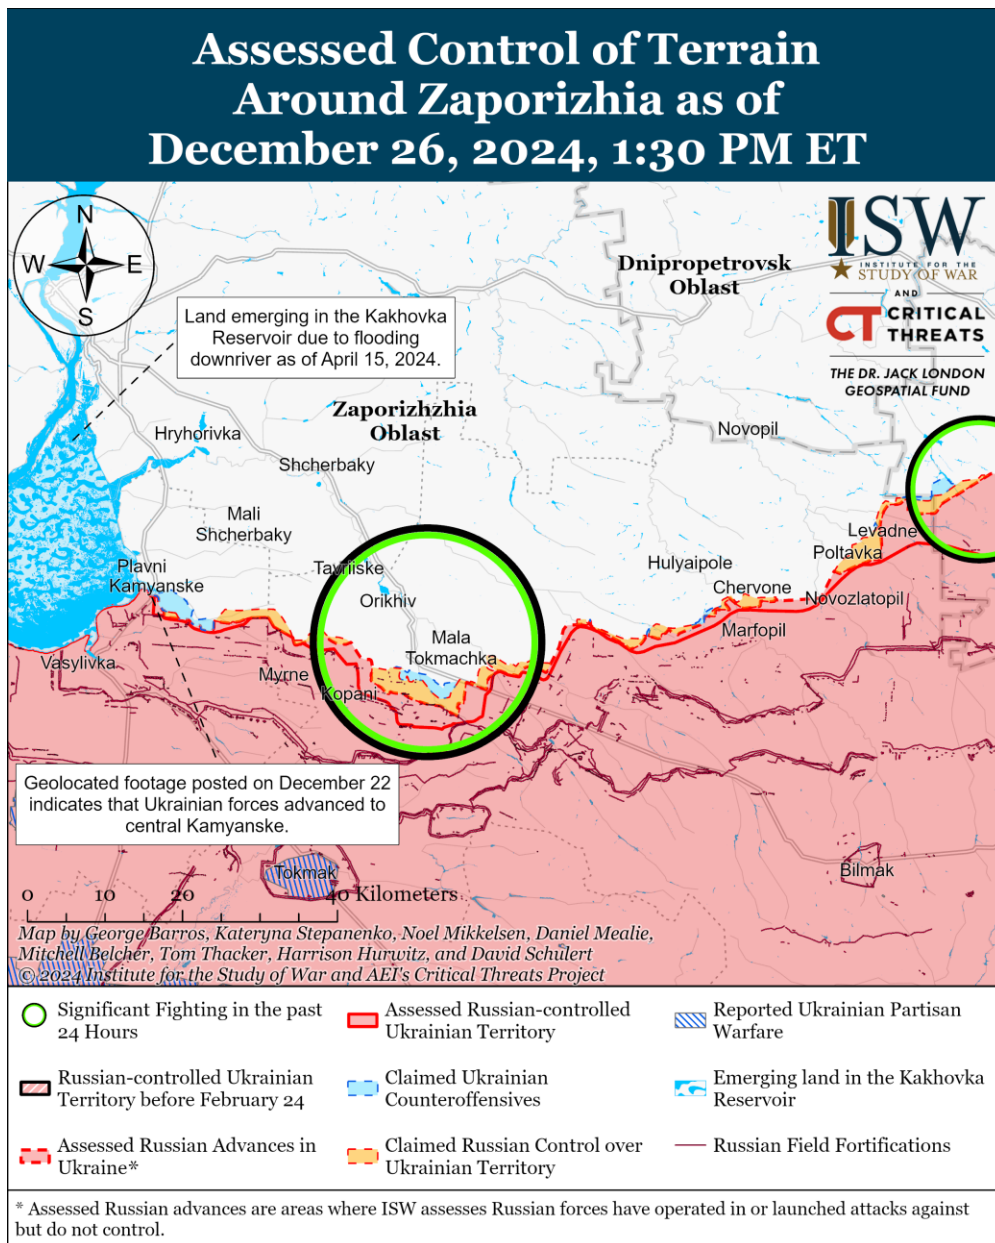 Assessed Control of Terrain
Around Zaporizhia as of
December 26, 2024, 1:30 PM ET
N
W E
S
ISW
INSTITUTE FOR THE
STUDY OF WAR
AND
CT CRITICAL
THREATS
THE DR. JACK LONDON
GEOSPATIAL FUND
Dnipropetrovsk
Oblast
Land emerging in the Kakhovka
Reservoir due to flooding
downriver as of April 15, 2024.
Zaporizhzhia
Oblast
Hryhorivka
Novopil
Shcherbaky
Mali
Shcherbaky
Levadne
Poltavka
Plavni
Kamyanske
Tavriiske
Hulyaipole
Chervone
Orikhiv
Novozlatopil
Mala
Tokmachka
Marfopil
Vasylivka
Myrne
Kopani
Geolocated footage posted on December 22
indicates that Ukrainian forces advanced to
central Kamyanske.
Tokmak
Bilmak
0 10 20 40 Kilometers
Map by George Barros, Kateryna Stepanenko, Noel Mikkelsen, Daniel Mealie,
Mitchell Belcher, Tom Thacker, Harrison Hurwitz, and David Schulert
© 2024 Institute for the Study of War and AEI's Critical Threats Project
Significant Fighting in the past
24 Hours
Russian-controlled Ukrainian
Territory before February 24
Assessed Russian Advances in
Ukraine*
Assessed Russian-controlled
Ukrainian Territory
Claimed Ukrainian
Counteroffensives
Claimed Russian Control over
Ukrainian Territory
Reported Ukrainian Partisan
Warfare
Emerging land in the Kakhovka
Reservoir
Russian Field Fortifications
* Assessed Russian advances are areas where ISW assesses Russian forces have operated in or launched attacks against
but do not control.